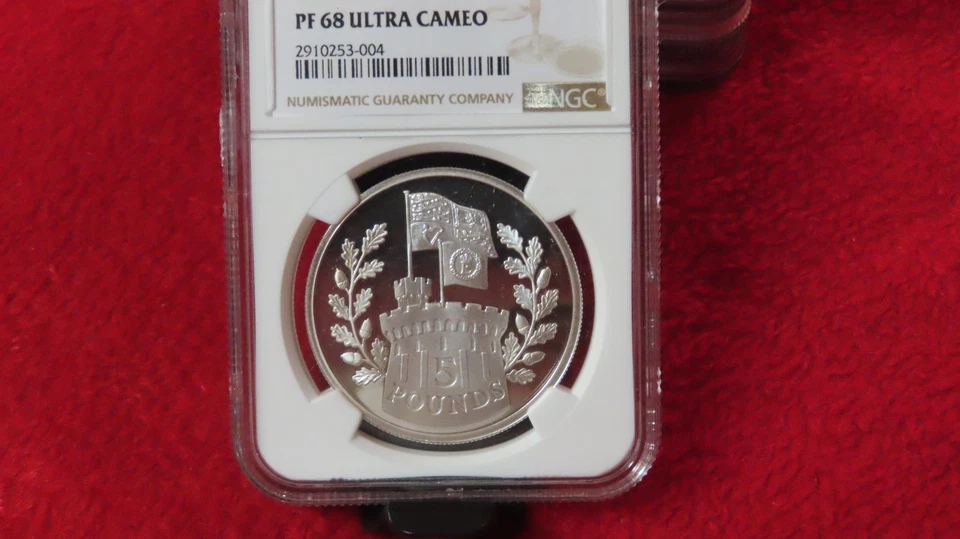 PF 68 ULTRA CAMEO
2910253-004
NUMISMATIC GUARANTY COMPANY
NGC®
5
POUNDS